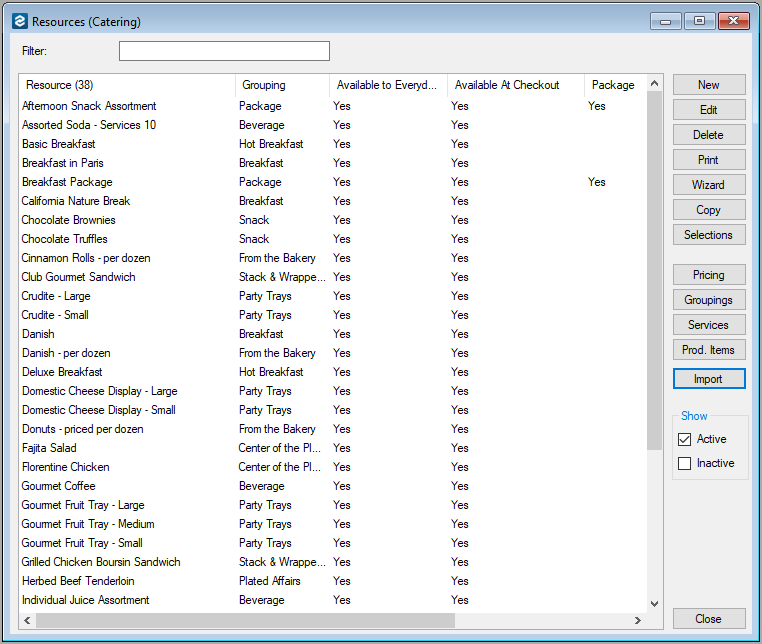 Resources (Catering)
Filter:
Resource (38) Grouping Available to Everyd... Available At Checkout Package
Afternoon Snack Assortment Package Yes Yes Yes
Assorted Soda - Services 10 Beverage Yes Yes
Basic Breakfast Hot Breakfast Yes Yes
Breakfast in Paris Breakfast Yes Yes
Breakfast Package Package Yes Yes Yes
California Nature Break Breakfast Yes Yes
Chocolate Brownies Snack Yes Yes
Chocolate Truffles Snack Yes Yes
Cinnamon Rolls - per dozen From the Bakery Yes Yes
Club Gourmet Sandwich Stack & Wrappe... Yes Yes
Crudite - Large Party Trays Yes Yes
Crudite - Small Party Trays Yes Yes
Danish Breakfast Yes Yes
Danish - per dozen From the Bakery Yes Yes
Deluxe Breakfast Hot Breakfast Yes Yes
Domestic Cheese Display - Large Party Trays Yes Yes
Domestic Cheese Display - Small Party Trays Yes Yes
Donuts - priced per dozen From the Bakery Yes Yes
Fajita Salad Center of the Pl... Yes Yes
Florentine Chicken Center of the Pl... Yes Yes
Gourmet Coffee Beverage Yes Yes
Gourmet Fruit Tray - Large Party Trays Yes Yes
Gourmet Fruit Tray - Medium Party Trays Yes Yes
Gourmet Fruit Tray - Small Party Trays Yes Yes
Grilled Chicken Boursin Sandwich Stack & Wrappe... Yes Yes
Herbed Beef Tenderloin Plated Affairs Yes Yes
Individual Juice Assortment Beverage Yes Yes
New
Edit
Delete
Print
Wizard
Copy
Selections
Pricing
Groupings
Services
Prod. Items
Import
Show
Active
Inactive
Close